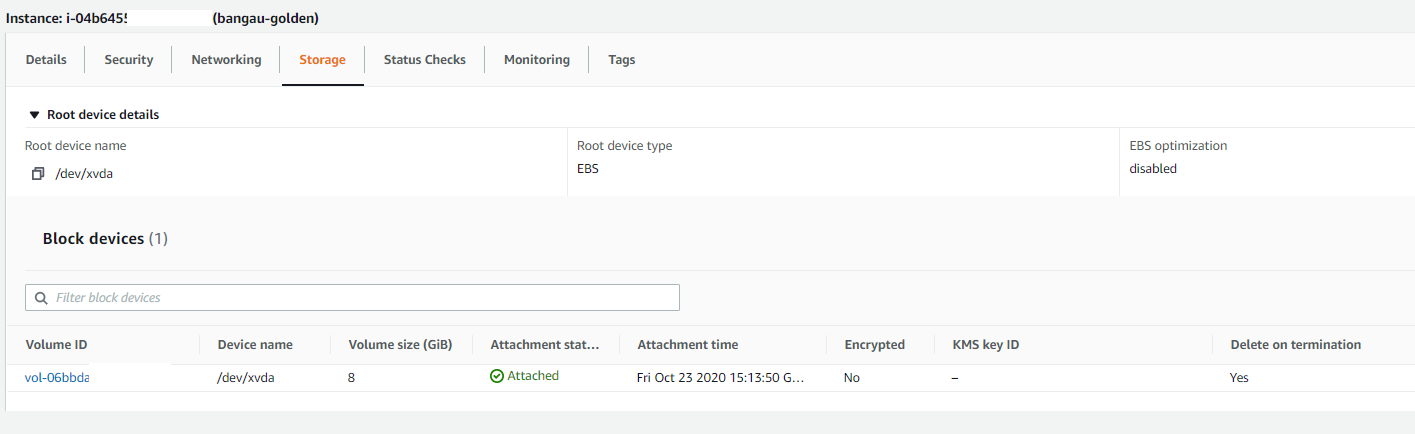 Instance: i-04b6455 (bangau-golden)
Details Security Networking Storage Status Checks Monitoring Tags
Root device details
Root device name Root device type EBS optimization
/dev/xvda EBS disabled
Block devices (1)
Filter block devices
Volume ID Device name Volume size (GiB) Attachment stat... Attachment time Encrypted KMS key ID Delete on termination
vol-06bbda /dev/xvda 8 Attached Fri Oct 23 2020 15:13:50 G... No – Yes